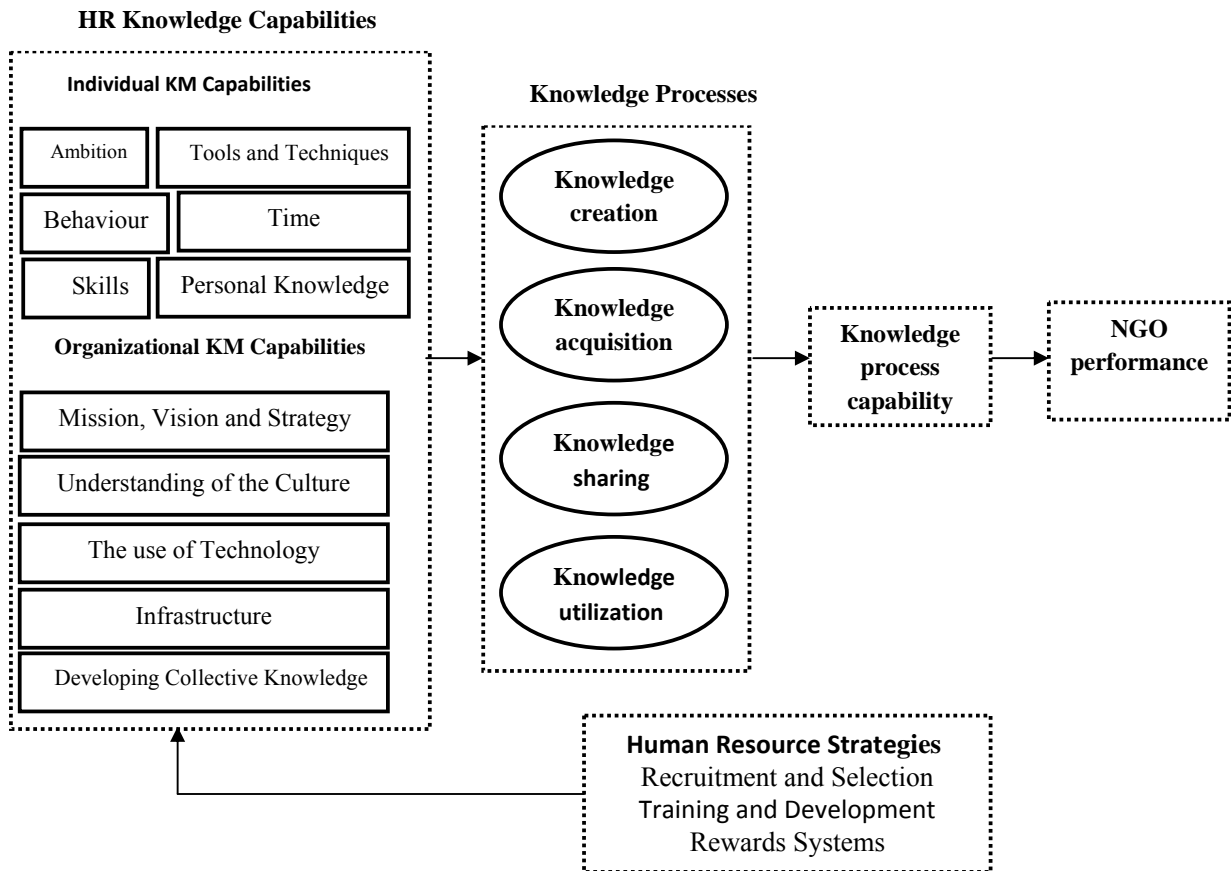 HR Knowledge Capabilities
Individual KM Capabilities
Ambition
Tools and Techniques
Behaviour
Time
Skills
Personal Knowledge
Organizational KM Capabilities
Mission, Vision and Strategy
Understanding of the Culture
The use of Technology
Infrastructure
Developing Collective Knowledge
Knowledge Processes
Knowledge
creation
Knowledge
acquisition
Knowledge
sharing
Knowledge
utilization
Knowledge
process
capability
NGO
performance
Human Resource Strategies
Recruitment and Selection
Training and Development
Rewards Systems